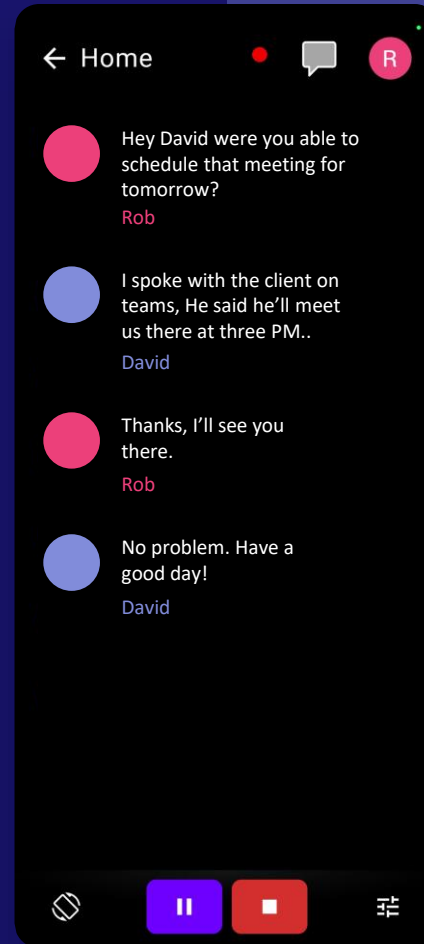 Home
R
Hey David were you able to
schedule that meeting for
tomorrow?
Rob
I spoke with the client on
teams, He said he’ll meet
us there at three PM..
David
Thanks, I’ll see you
there.
Rob
No problem. Have a
good day!
David